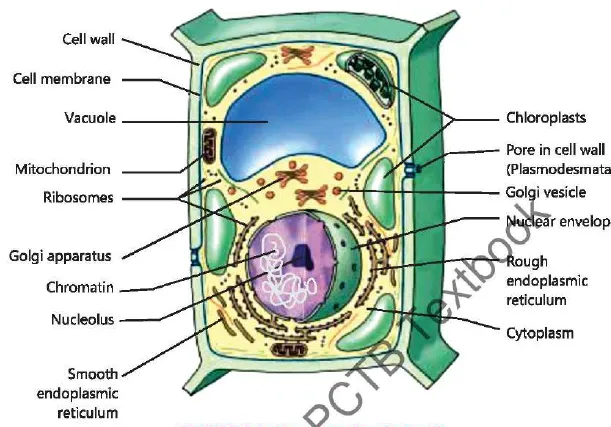 Cell wall
Cell membrane
Vacuole
Mitochondrion
Ribosomes
Golgi apparatus
Chromatin
Nucleolus
Smooth
endoplasmic
reticulum
Chloroplasts
Pore in cell wall
(Plasmodesmata
Golgi vesicle
Nuclear envelop
Rough
endoplasmic
reticulum
Cytoplasm
PCTB Textbook